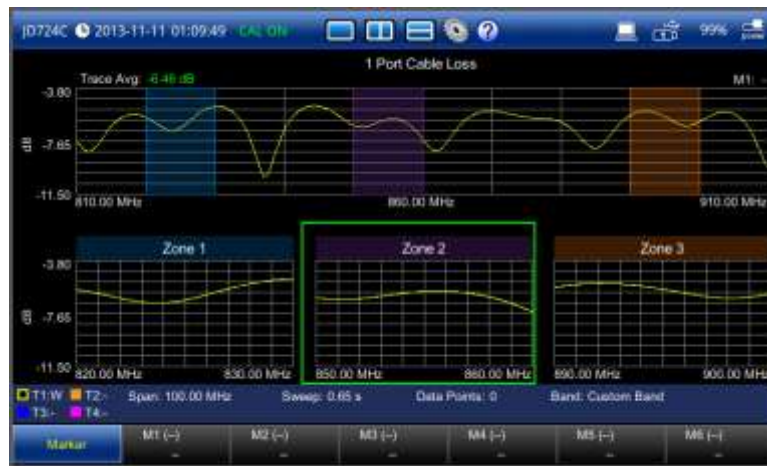 JD724C 2013-11-11 01:09:49 CAL ON 99%
1 Port Cable Loss
Trace Avg: -6.46 dB M1: -
-3.80
dB -7.65
-11.50
810.00 MHz 860.00 MHz 910.00 MHz
Zone 1 Zone 2 Zone 3
-3.80
dB -7.65
-11.50
820.00 MHz 830.00 MHz 850.00 MHz 860.00 MHz 890.00 MHz 900.00 MHz
T1:W T2:- Span: 100.00 MHz Sweep: 0.65 s Data Points: 0 Band: Custom Band
T3:- T4:-
Marker M1 (--) M2 (--) M3 (--) M4 (--) M5 (--) M6 (--)
-- -- -- -- -- --